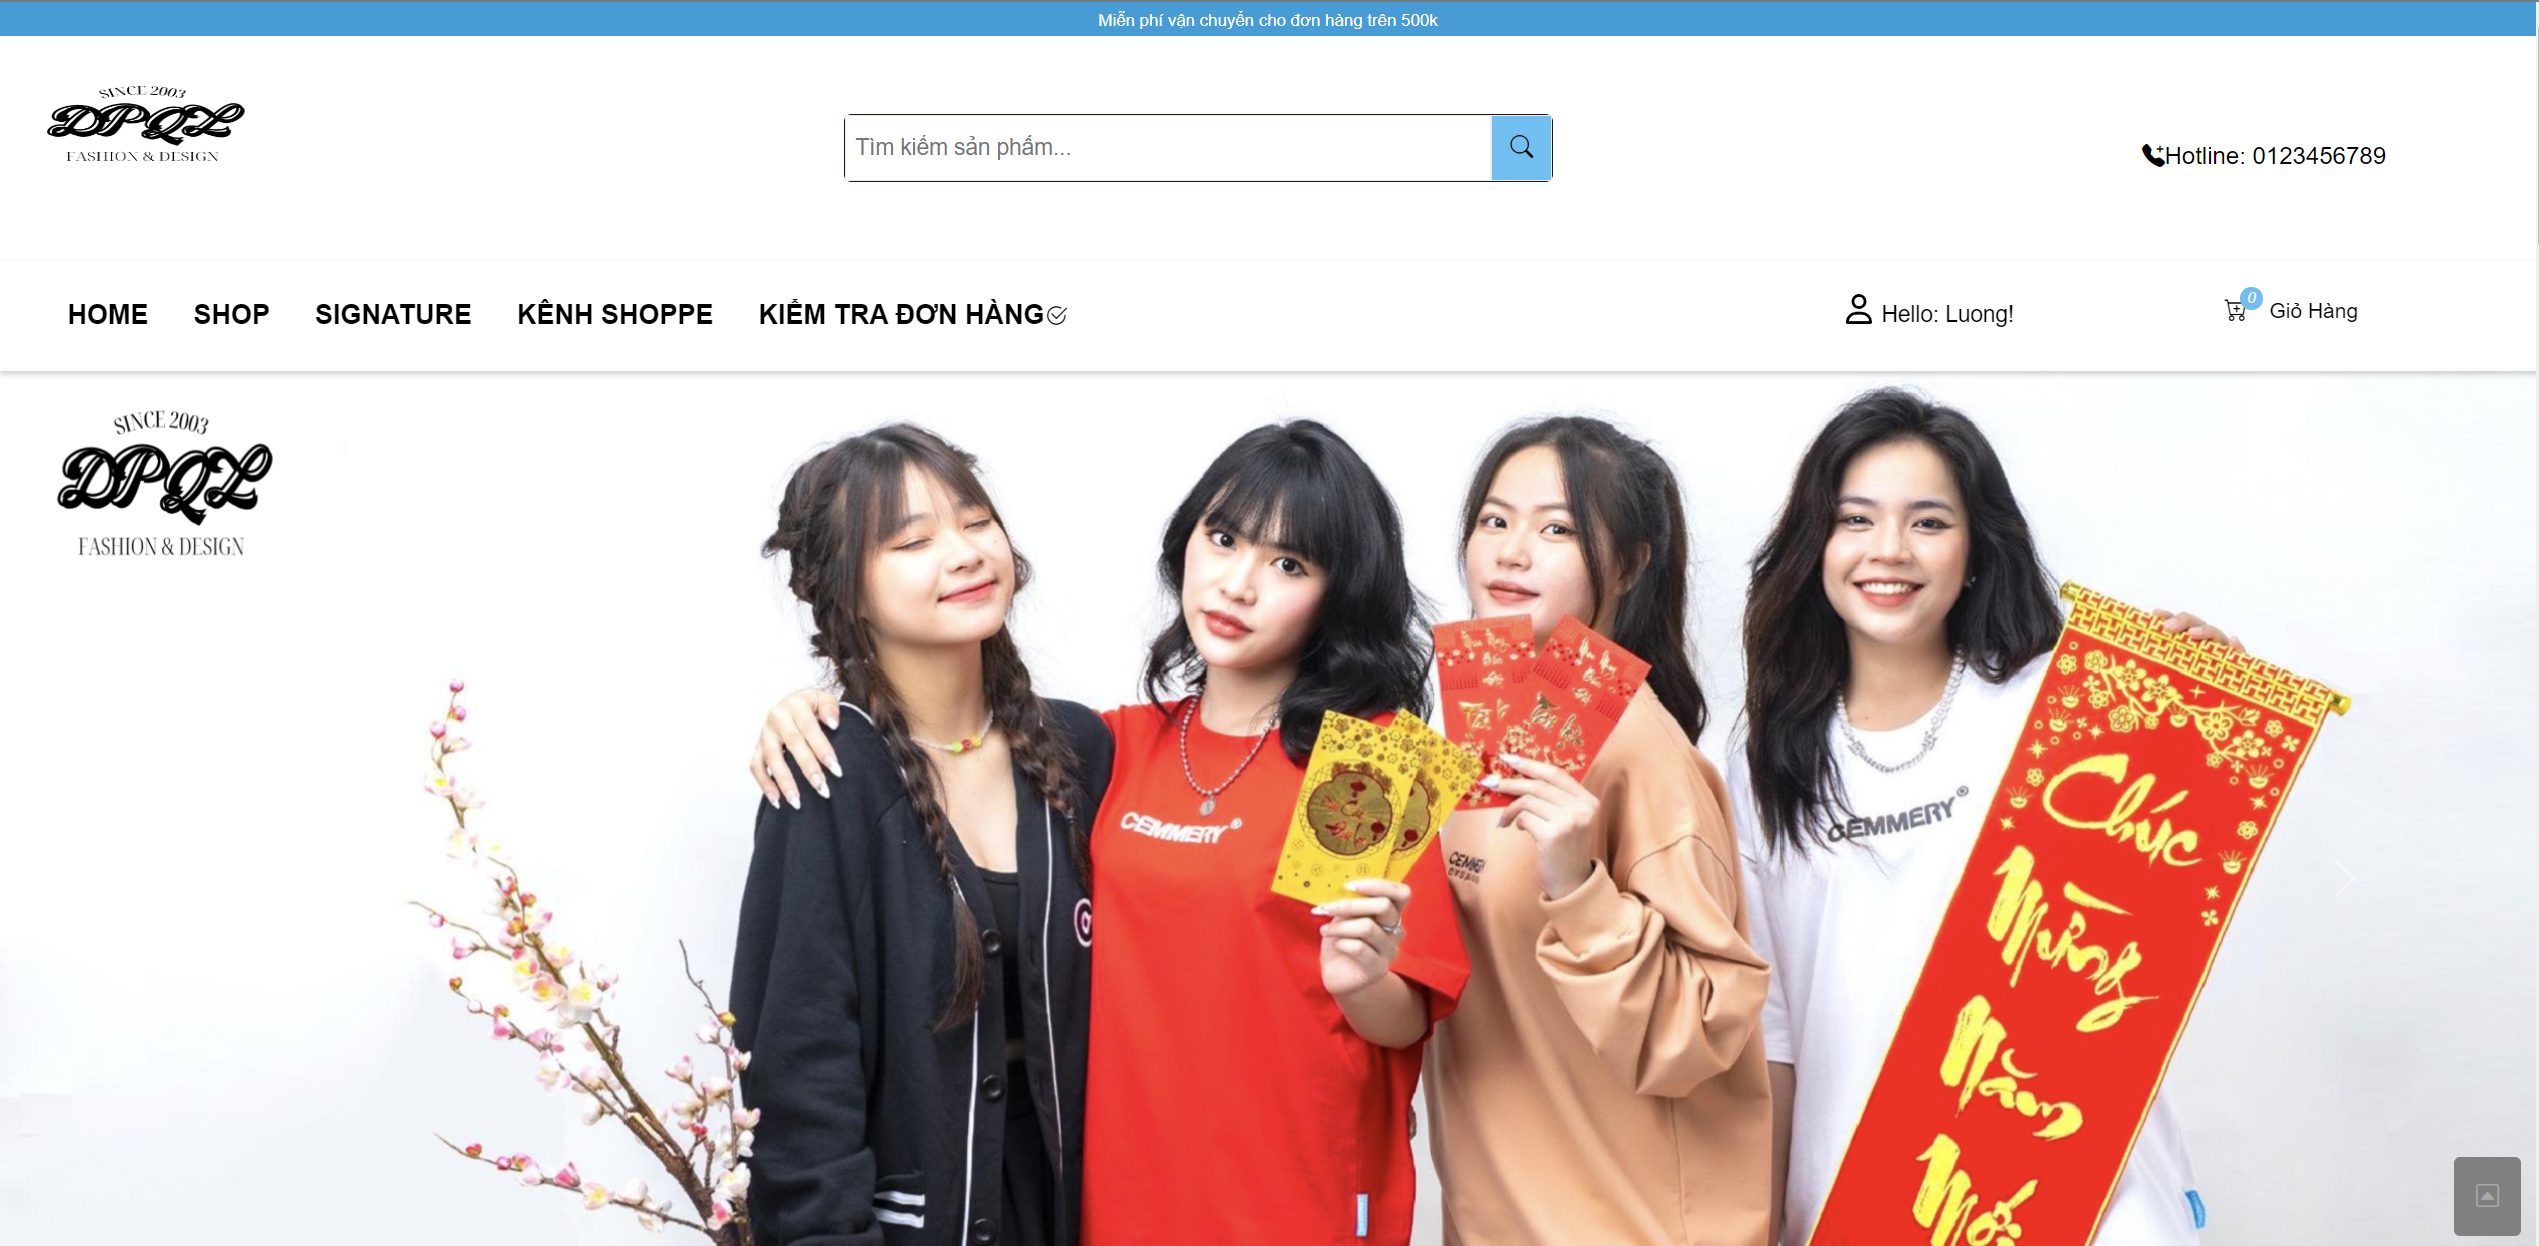 Miễn phí vận chuyển cho đơn hàng trên 500k
SINCE 2003
DPQL
FASHION & DESIGN
Tìm kiếm sản phẩm...
Hotline: 0123456789
HOME
SHOP
SIGNATURE
KÊNH SHOPPE
KIỂM TRA ĐƠN HÀNG
Hello: Luong!
0
Giỏ Hàng
SINCE 2003
DPQL
FASHION & DESIGN
CEMMERY®
CEMMERY
CEMMERY®
Chúc
Mừng
Năm
Mới